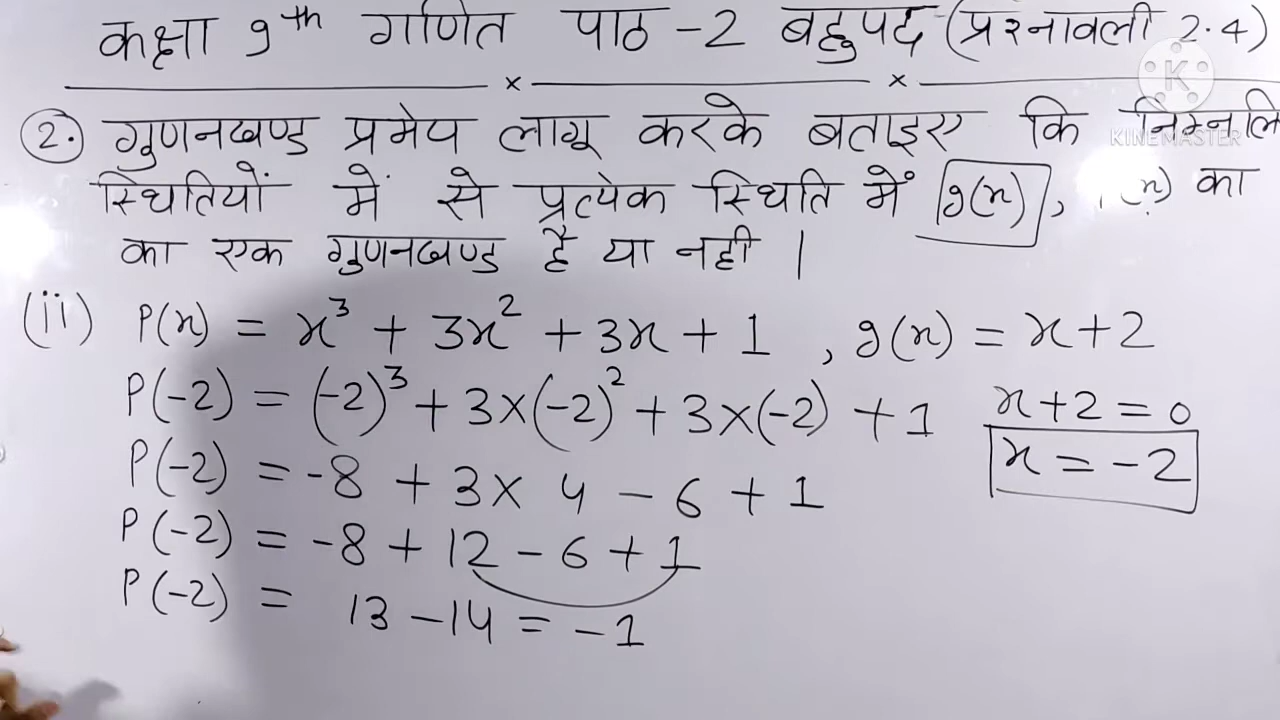 कक्षा 9th गणित पाठ -2 बहुपद (प्रश्नावली 2.4)
2. गुणनखण्ड प्रमेय लागू करके बताइए कि निम्नलि
KINEMASTER
स्थितियों में से प्रत्येक स्थिति में g(x), (x) का
का एक गुणनखण्ड है या नही |
(ii) P(x) = x³ + 3x² + 3x + 1 , g(x) = x+2
P(-2) = (-2)³ + 3×(-2)² + 3×(-2) + 1
x+2 = 0
P(-2) = -8 + 3× 4 - 6 + 1
x = -2
P(-2) = -8 + 12 - 6 + 1
P(-2) = 13 - 14 = -1